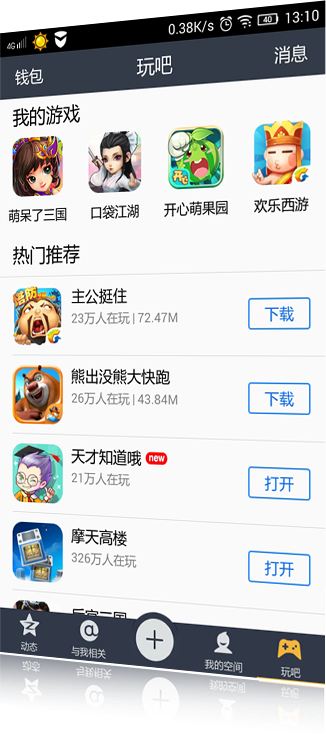 4G 0.38K/s 40 13:10
钱包 玩吧 消息
我的游戏
萌呆了三国 口袋江湖 开心萌果园 欢乐西游
热门推荐
主公挺住
23万人在玩 | 72.47M
下载
熊出没熊大快跑
26万人在玩 | 43.84M
下载
天才知道哦 new
21万人在玩
打开
摩天高楼
326万人在玩
打开
动态 @ 与我相关 我的空间 玩吧